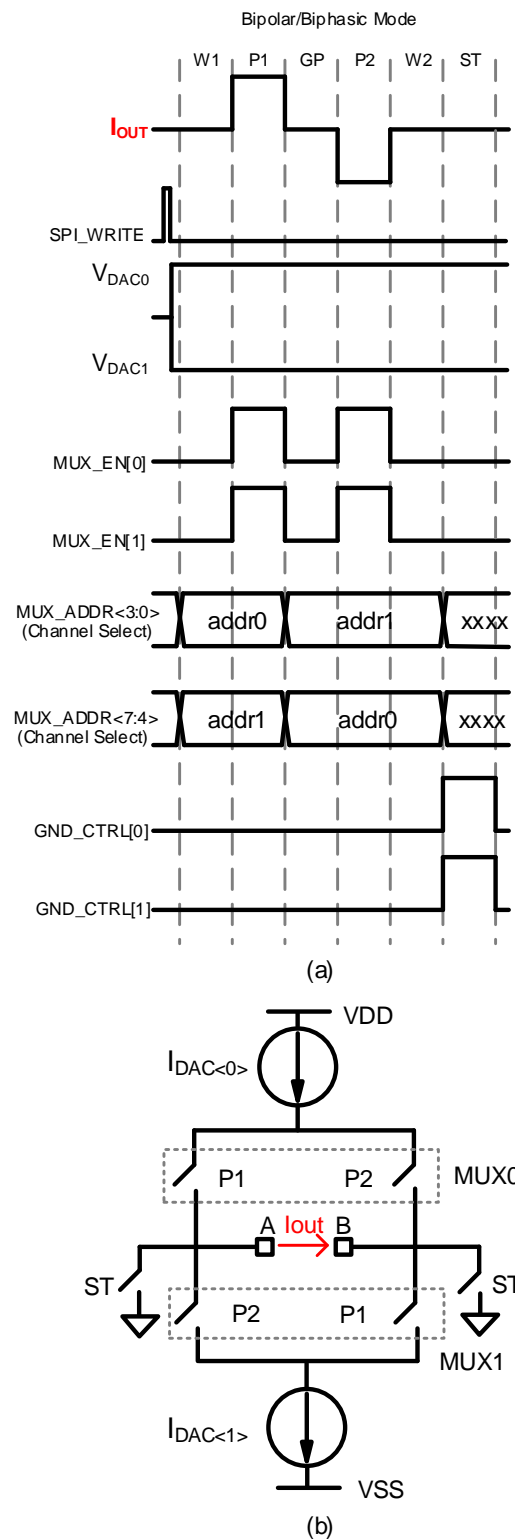 Bipolar/Biphasic Mode
W1 P1 GP P2 W2 ST
IOUT
SPI_WRITE
VDAC0
VDAC1
MUX_EN[0]
MUX_EN[1]
MUX_ADDR<3:0>
(Channel Select)
addr0 addr1 xxxx
MUX_ADDR<7:4>
(Channel Select)
addr1 addr0 xxxx
GND_CTRL[0]
GND_CTRL[1]
(a)
VDD
IDAC<0>
P1 P2 MUX0
A Iout B
ST ST
P2 P1
MUX1
IDAC<1>
VSS
(b)